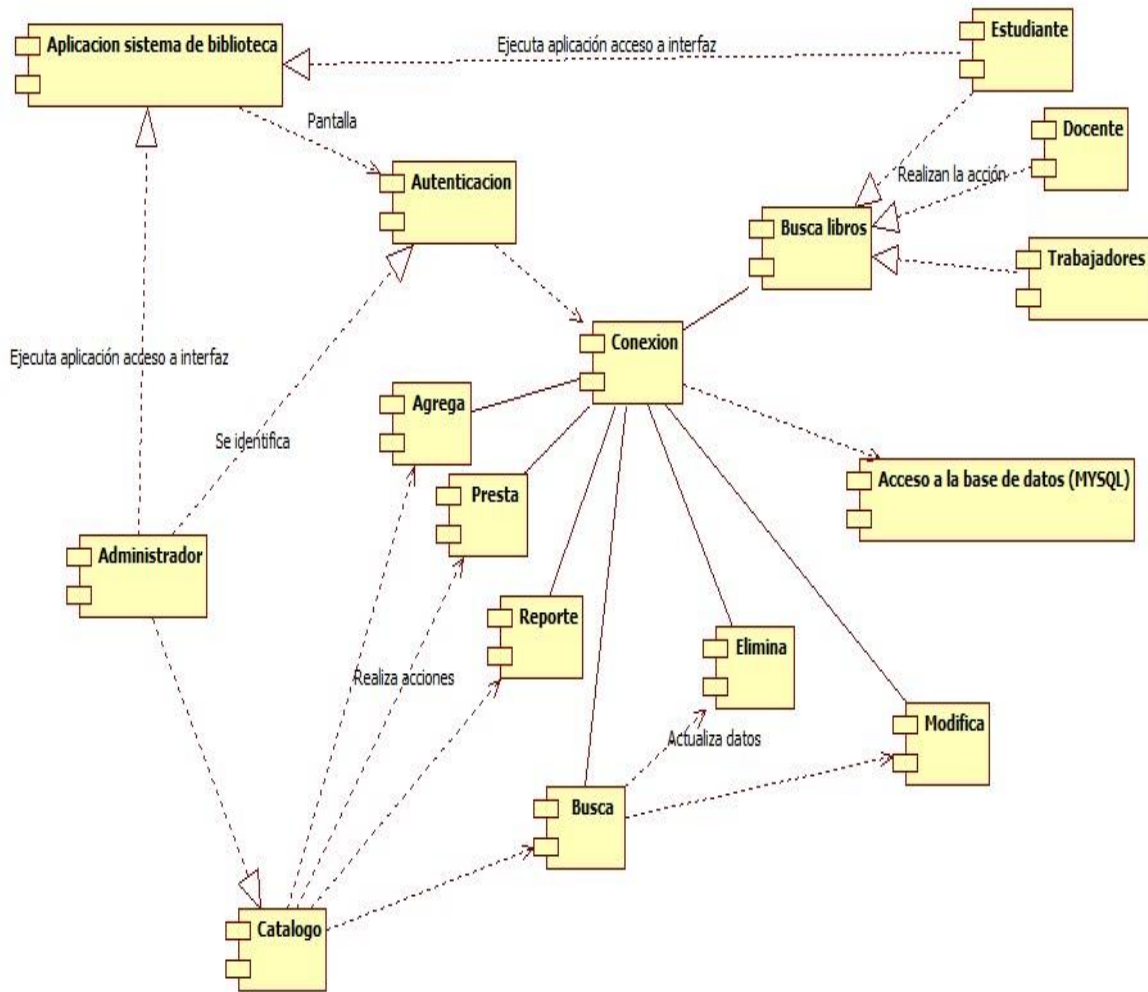 Aplicacion sistema de biblioteca
Ejecuta aplicación acceso a interfaz
Estudiante
Pantalla
Docente
Autenticacion
Realizan la acción
Busca libros
Trabajadores
Conexion
Ejecuta aplicación acceso a interfaz
Agrega
Se identifica
Acceso a la base de datos (MYSQL)
Presta
Administrador
Reporte
Elimina
Realiza acciones
Modifica
Actualiza datos
Busca
Catalogo